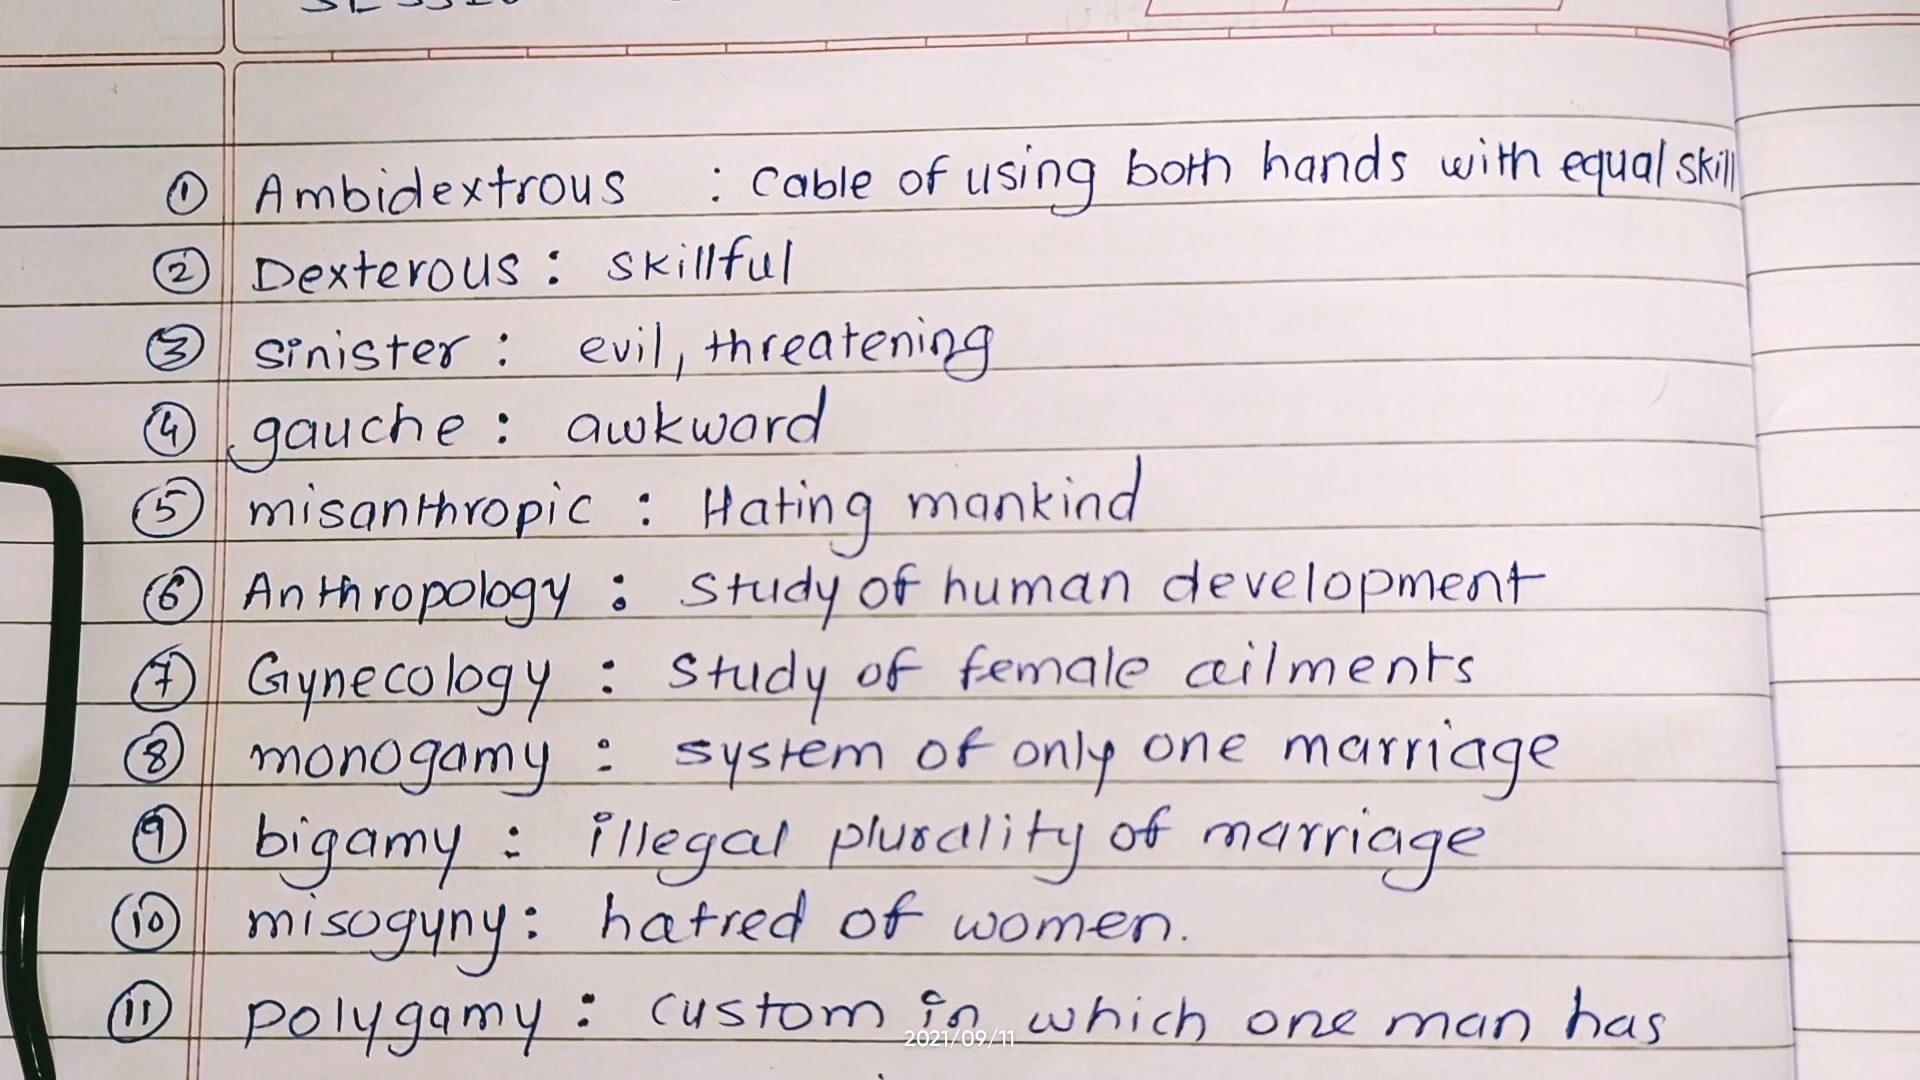 ① Ambidextrous : cable of using both hands with equal skill
② Dexterous : skillful
③ sinister : evil, threatening
④ gauche : awkward
⑤ misanthropic : Hating mankind
⑥ Anthropology : study of human development
⑦ Gynecology : study of female ailments
⑧ monogamy : system of only one marriage
⑨ bigamy : illegal plurality of marriage
⑩ misogyny : hatred of women.
⑪ polygamy : custom in which one man has
2021/09/11